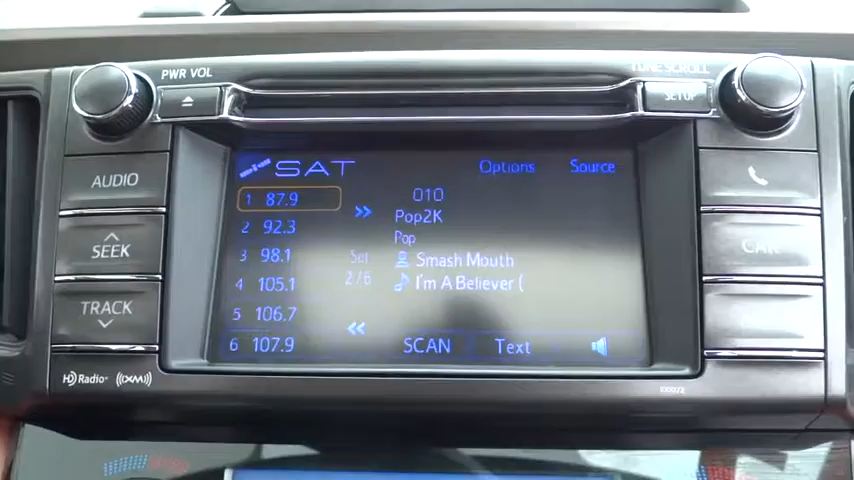 PWR VOL
TUNE·SCROLL
SETUP
AUDIO
SEEK
TRACK
HD Radio
((XM))
CAR
SAT
Options
Source
1 87.9
2 92.3
3 98.1
4 105.1
5 106.7
6 107.9
Set
2/6
010
Pop2K
Pop
Smash Mouth
I'm A Believer (
SCAN
Text